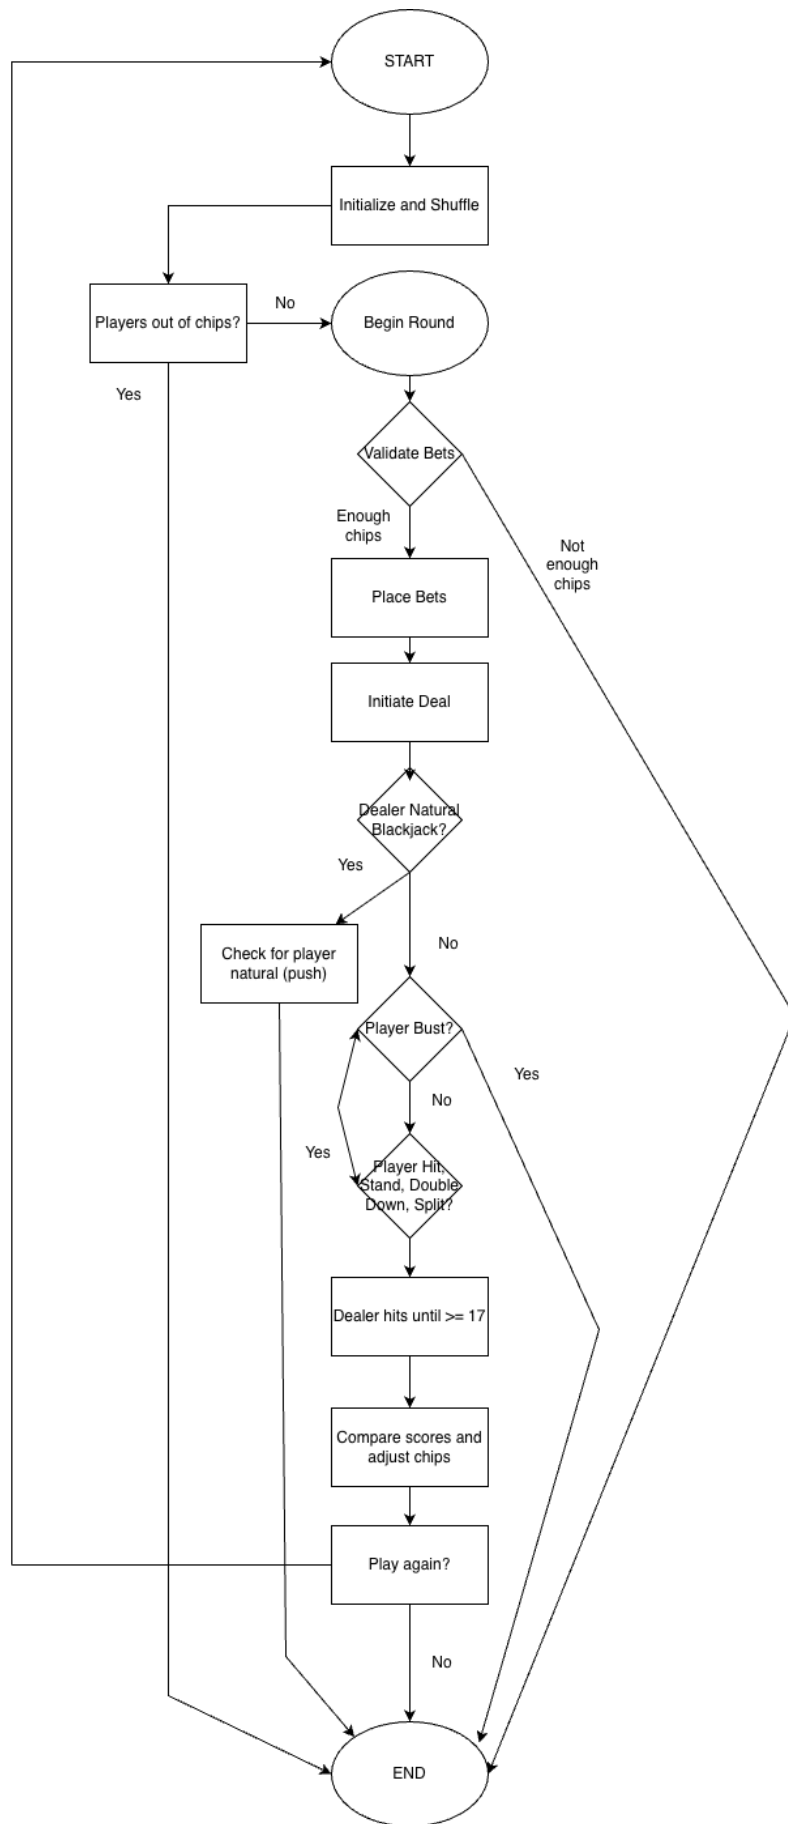 START
Initialize and Shuffle
Players out of chips?
No
Begin Round
Yes
Validate Bets
Enough
chips
Not
enough
chips
Place Bets
Initiate Deal
Dealer Natural
Blackjack?
Yes
Check for player
natural (push)
No
Player Bust?
Yes
No
Yes
Player Hit,
Stand, Double
Down, Split?
Dealer hits until >= 17
Compare scores and
adjust chips
Play again?
No
END